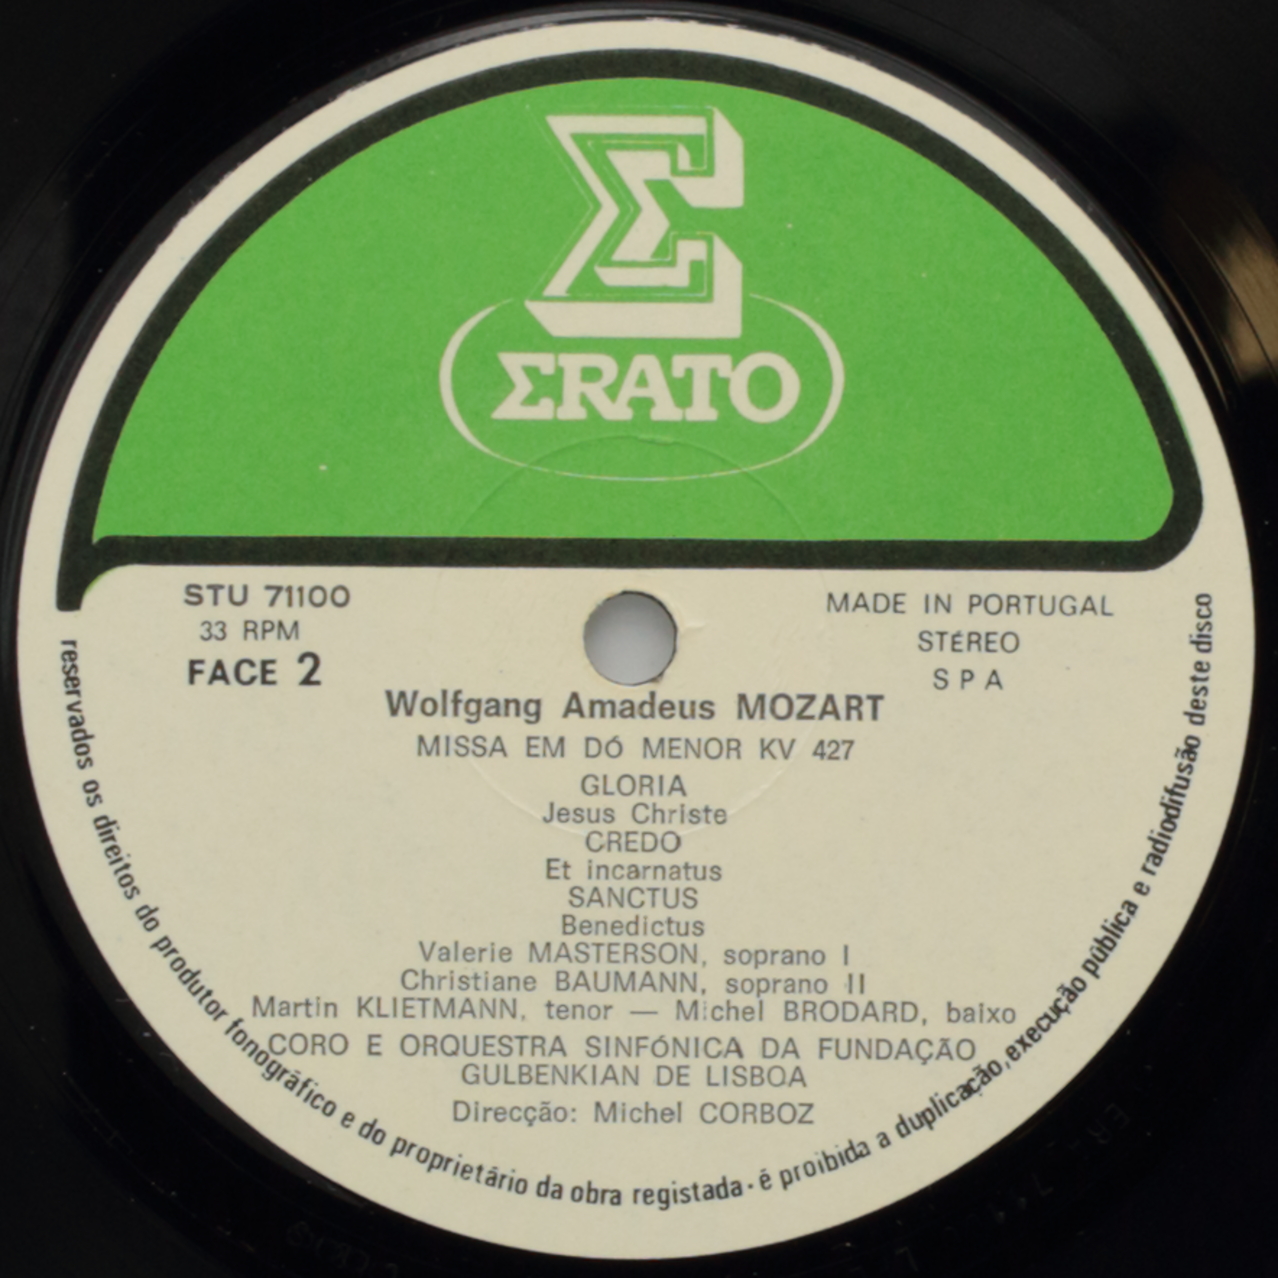 ΣRATO
STU 71100
33 RPM
FACE 2
MADE IN PORTUGAL
STÉREO
SPA
Wolfgang Amadeus MOZART
MISSA EM DÓ MENOR KV 427
GLORIA
Jesus Christe
CREDO
Et incarnatus
SANCTUS
Benedictus
Valerie MASTERSON, soprano I
Christiane BAUMANN, soprano II
Martin KLIETMANN, tenor — Michel BRODARD, baixo
CORO E ORQUESTRA SINFÓNICA DA FUNDAÇÃO
GULBENKIAN DE LISBOA
Direcção: Michel CORBOZ
reservados os direitos do produtor fonográfico e do proprietário da obra registada · é proibida a duplicação, execução pública e radiodifusão deste disco